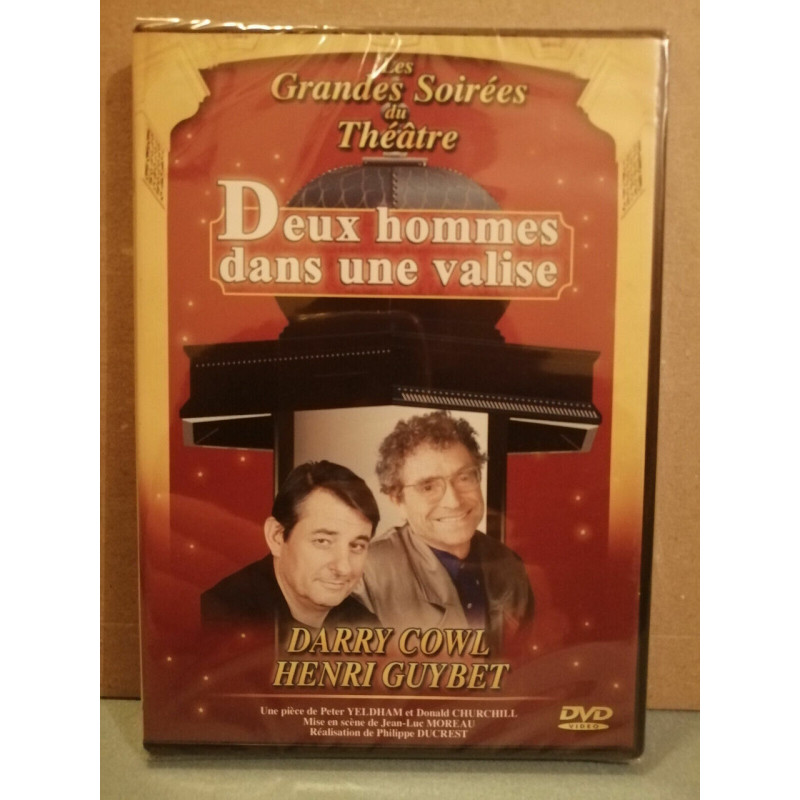 Les
Grandes Soirées
du
Théâtre
Deux hommes
dans une valise
DARRY COWL
HENRI GUYBET
Une pièce de Peter YELDHAM et Donald CHURCHILL
Mise en scène de Jean-Luc MOREAU
Réalisation de Philippe DUCREST
DVD
VIDEO